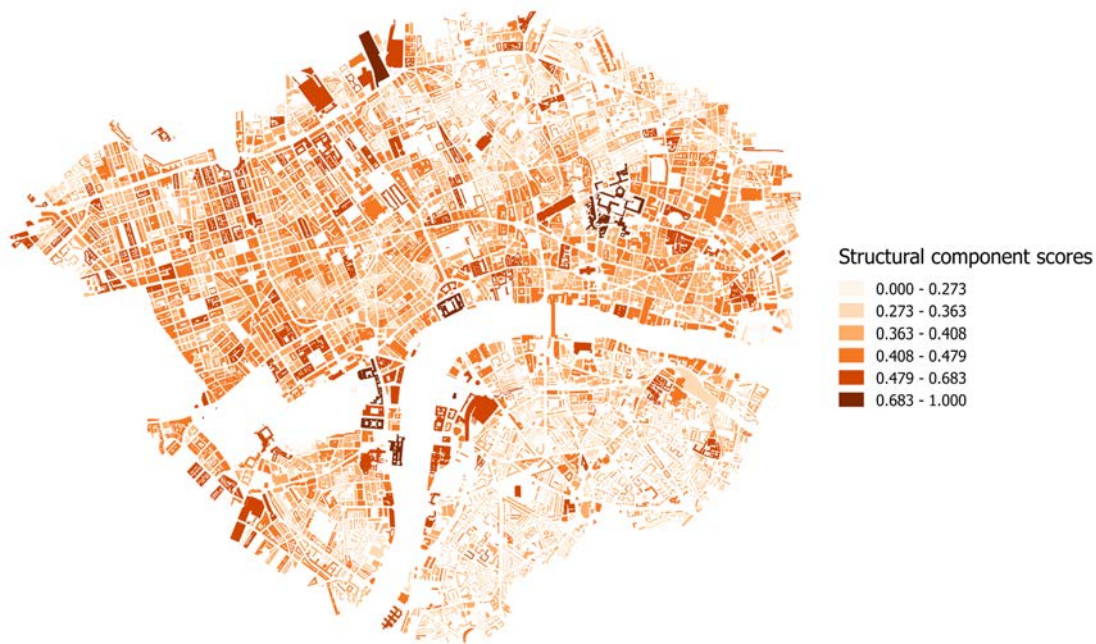 Structural component scores
0.000 - 0.273
0.273 - 0.363
0.363 - 0.408
0.408 - 0.479
0.479 - 0.683
0.683 - 1.000